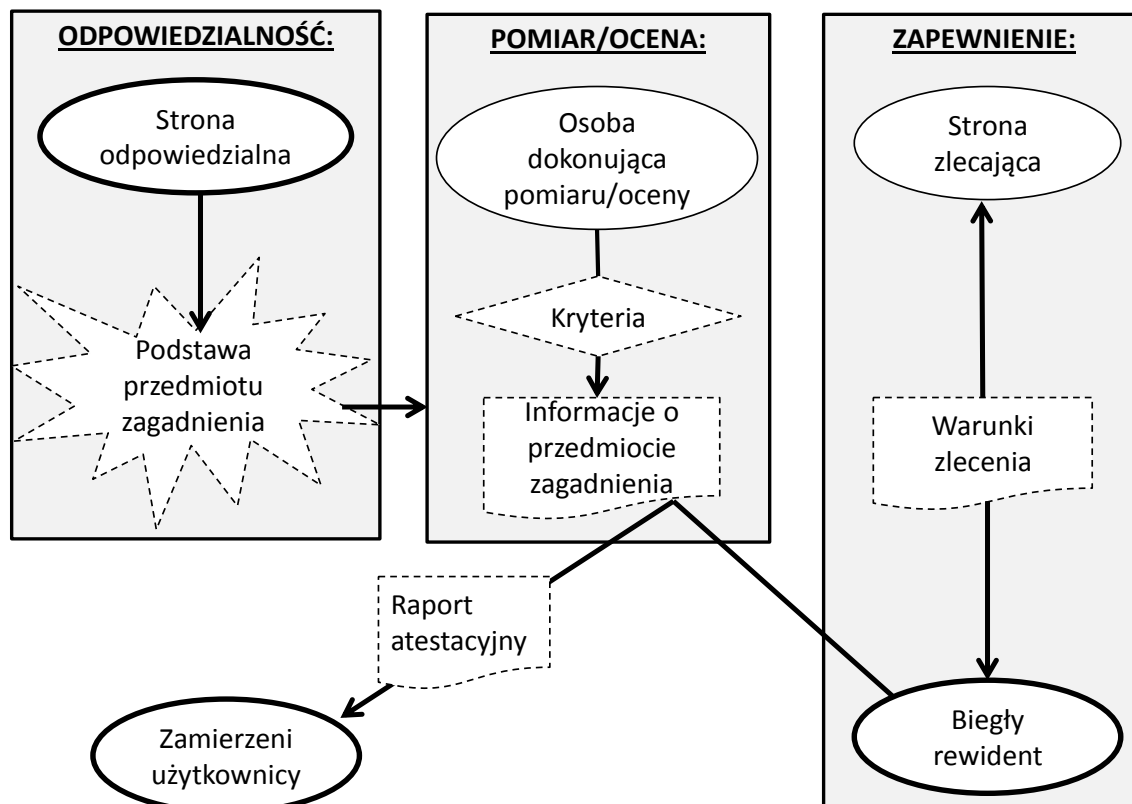 ODPOWIEDZIALNOŚĆ:
Strona
odpowiedzialna
Podstawa
przedmiotu
zagadnienia
POMIAR/OCENA:
Osoba
dokonująca
pomiaru/oceny
Kryteria
Informacje o
przedmiocie
zagadnienia
ZAPEWNIENIE:
Strona
zlecająca
Warunki
zlecenia
Biegły
rewident
Raport
atestacyjny
Zamierzeni
użytkownicy